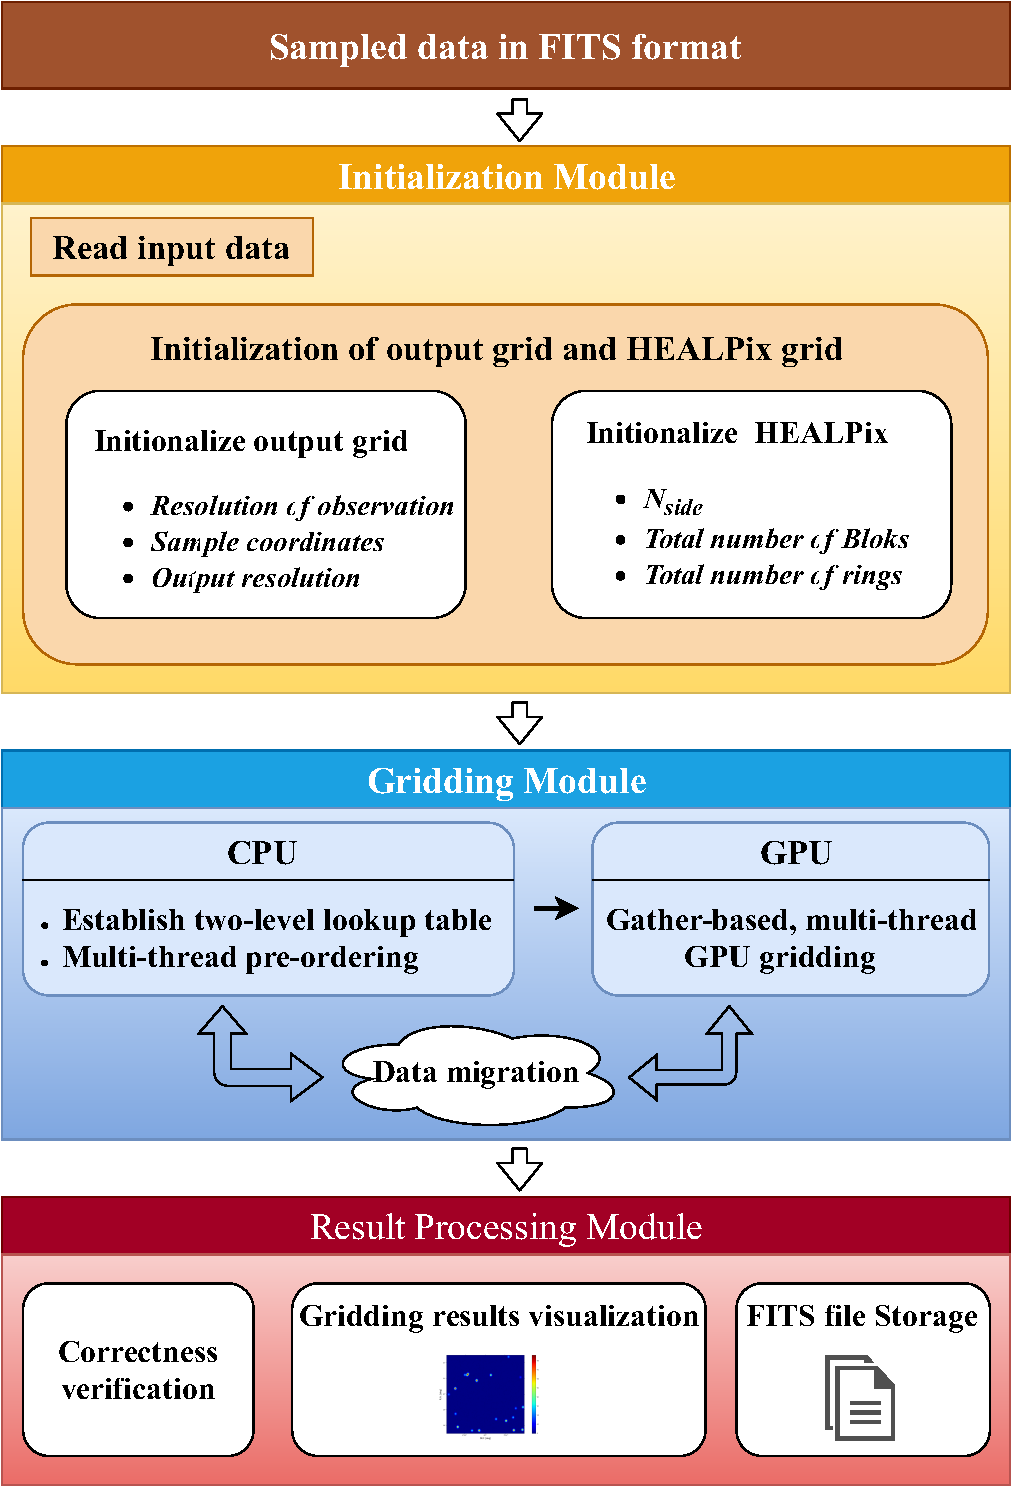 Sampled data in FITS format
Initialization Module
Read input data
Initialization of output grid and HEALPix grid
Initionalize output grid
• Resolution of observation
• Sample coordinates
• Output resolution
Initionalize HEALPix
• Nside
• Total number of Bloks
• Total number of rings
Gridding Module
CPU
• Establish two-level lookup table
• Multi-thread pre-ordering
GPU
Gather-based, multi-thread
GPU gridding
Data migration
Result Processing Module
Correctness
verification
Gridding results visualization
FITS file Storage